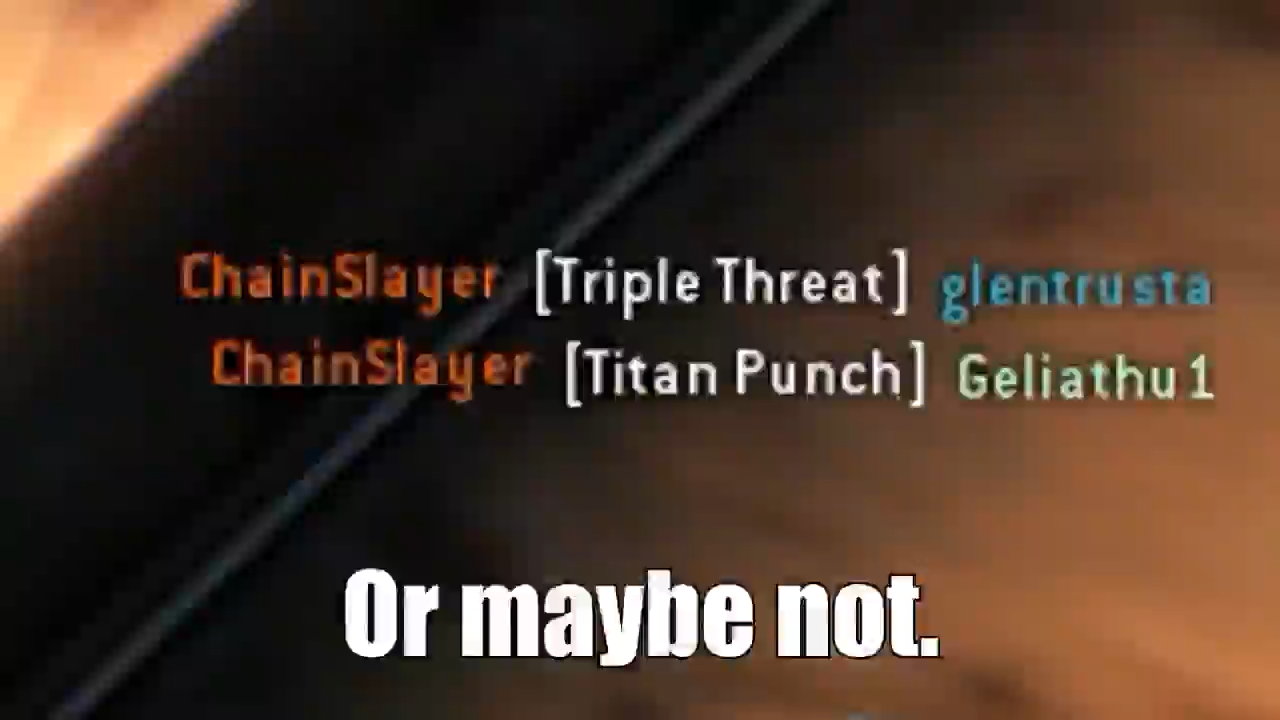 ChainSlayer [Triple Threat] glentrusta
ChainSlayer [Titan Punch] Geliathu1
Or maybe not.